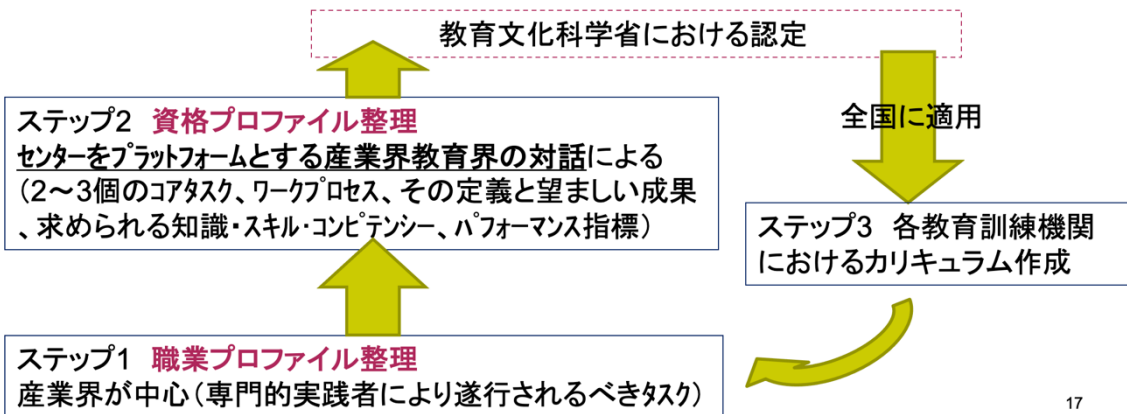 教育文化科学省における認定
ステップ2 資格プロファイル整理
センターをプラットフォームとする産業界教育界の対話による
(2～3個のコアタスク、ワークプロセス、その定義と望ましい成果
、求められる知識・スキル・コンピテンシー、パフォーマンス指標)
全国に適用
ステップ3 各教育訓練機関
におけるカリキュラム作成
ステップ1 職業プロファイル整理
産業界が中心(専門的実践者により遂行されるべきタスク)
17